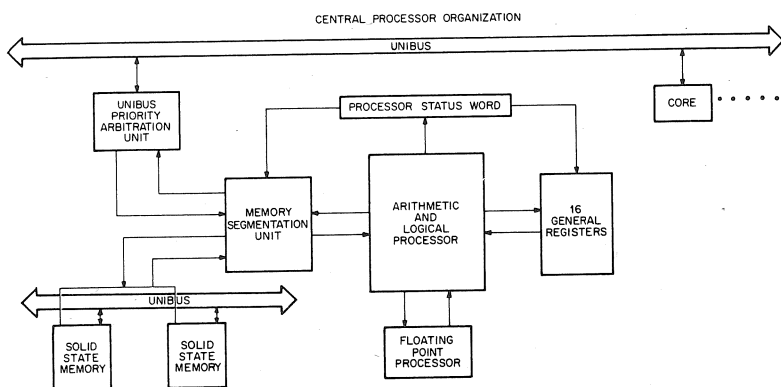 CENTRAL PROCESSOR ORGANIZATION
UNIBUS
UNIBUS
PRIORITY
ARBITRATION
UNIT
PROCESSOR STATUS WORD
CORE
MEMORY
SEGMENTATION
UNIT
ARITHMETIC
AND
LOGICAL
PROCESSOR
16
GENERAL
REGISTERS
UNIBUS
SOLID
STATE
MEMORY
SOLID
STATE
MEMORY
FLOATING
POINT
PROCESSOR